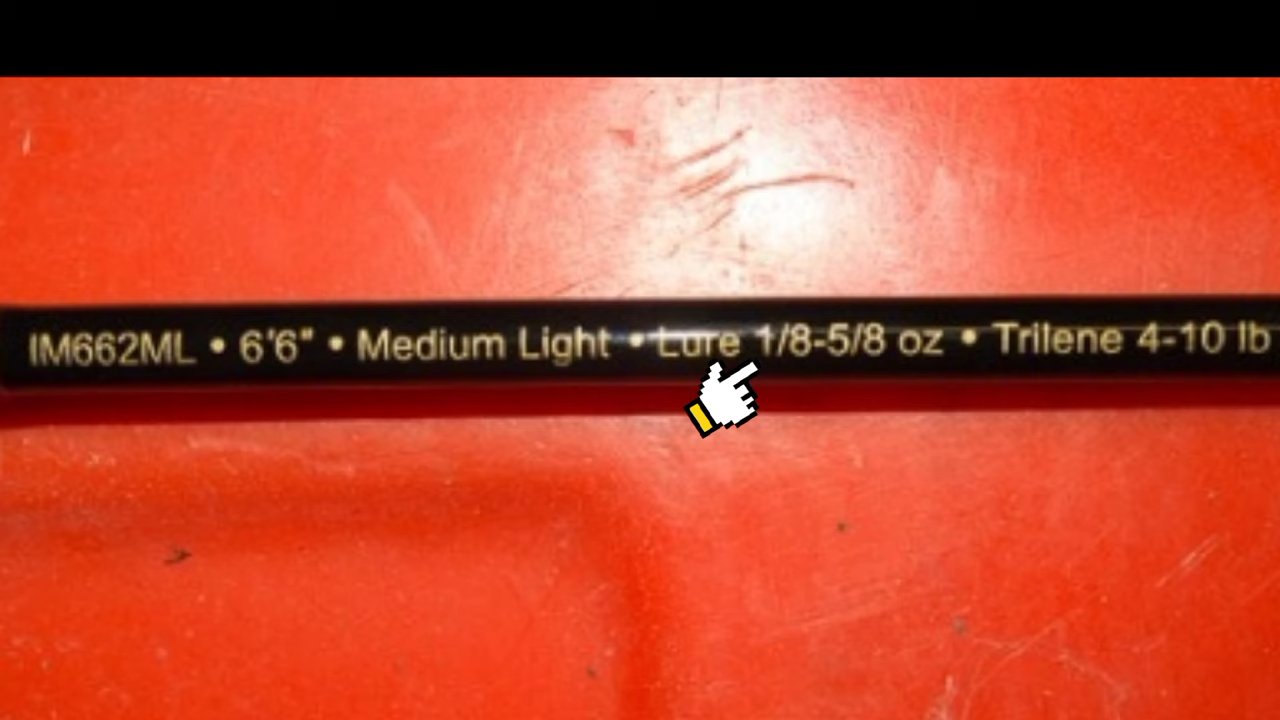 IM662ML • 6'6" • Medium Light • Lure 1/8-5/8 oz • Trilene 4-10 lb